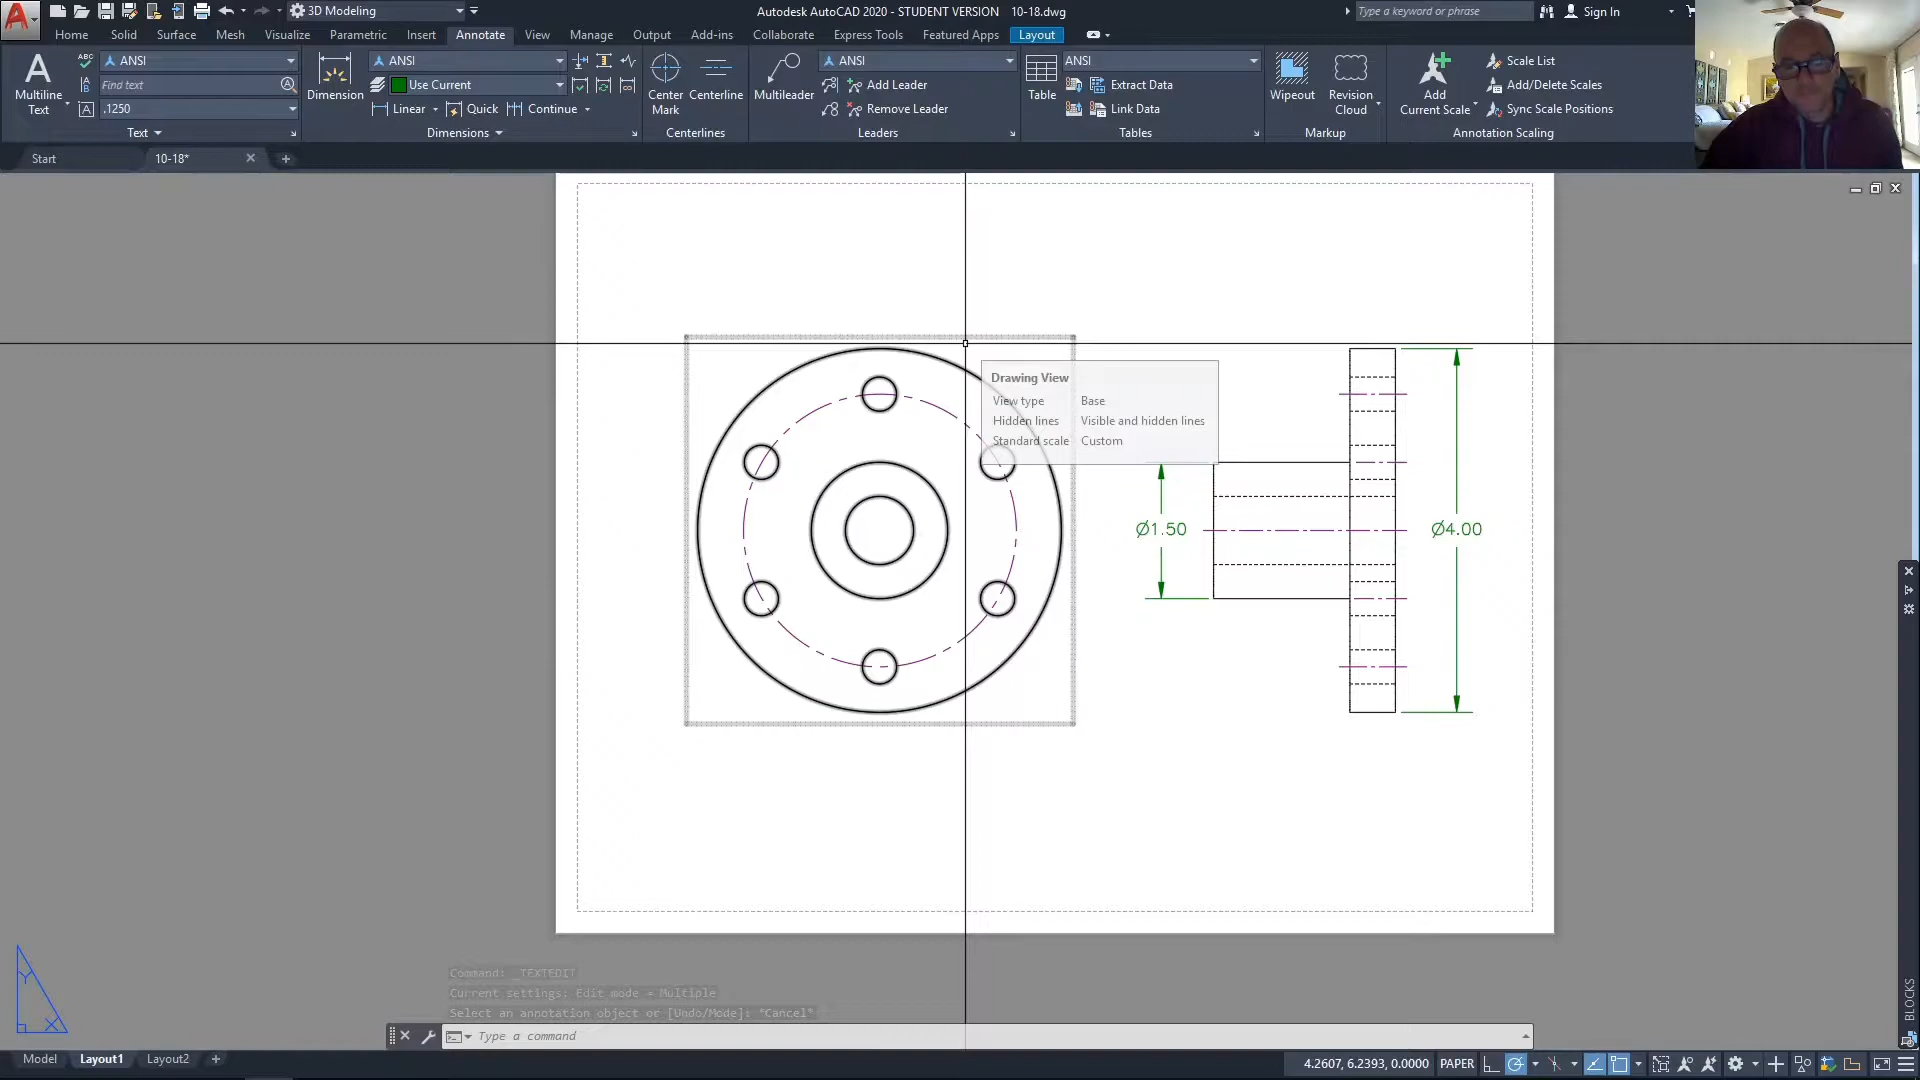 3D Modeling
Autodesk AutoCAD 2020 - STUDENT VERSION 10-18.dwg
Type a keyword or phrase
Sign In
Home Solid Surface Mesh Visualize Parametric Insert Annotate View Manage Output Add-ins Collaborate Express Tools Featured Apps Layout
A
Multiline
Text
ABC
ANSI
Find text
.1250
Text
Dimension
ANSI
Use Current
Linear Quick Continue
Dimensions
Center
Mark
Centerline
Centerlines
Multileader
ANSI
Add Leader
Remove Leader
Leaders
Table
ANSI
Extract Data
Link Data
Tables
Wipeout
Revision
Cloud
Markup
Add
Current Scale
Scale List
Add/Delete Scales
Sync Scale Positions
Annotation Scaling
Start
10-18*
Drawing View
View type Base
Hidden lines Visible and hidden lines
Standard scale Custom
Ø1.50
Ø4.00
Y
X
BLOCKS
Command: _TEXTEDIT
Current settings: Edit mode = Multiple
Select an annotation object or [Undo/Mode]: *Cancel*
Type a command
Model Layout1 Layout2
4.2607, 6.2393, 0.0000 PAPER